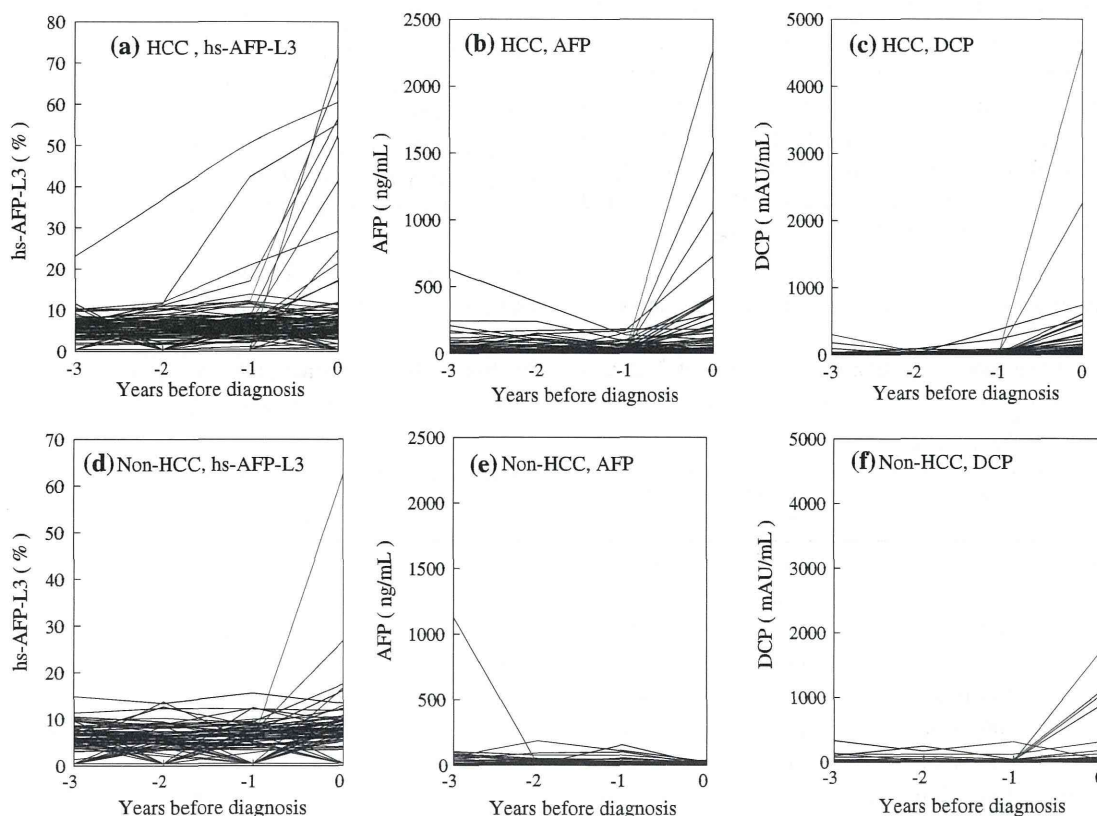 (a) HCC , hs-AFP-L3
hs-AFP-L3 ( % )
80
70
60
50
40
30
20
10
0
-3 -2 -1 0
Years before diagnosis
(b) HCC, AFP
AFP ( ng/mL )
2500
2000
1500
1000
500
0
-3 -2 -1 0
Years before diagnosis
(c) HCC, DCP
DCP ( mAU/mL )
5000
4000
3000
2000
1000
0
-3 -2 -1 0
Years before diagnosis
(d) Non-HCC, hs-AFP-L3
hs-AFP-L3 ( % )
70
60
50
40
30
20
10
0
-3 -2 -1 0
Years before diagnosis
(e) Non-HCC, AFP
AFP ( ng/mL )
2500
2000
1500
1000
500
0
-3 -2 -1 0
Years before diagnosis
(f) Non-HCC, DCP
DCP ( mAU/mL )
5000
4000
3000
2000
1000
0
-3 -2 -1 0
Years before diagnosis